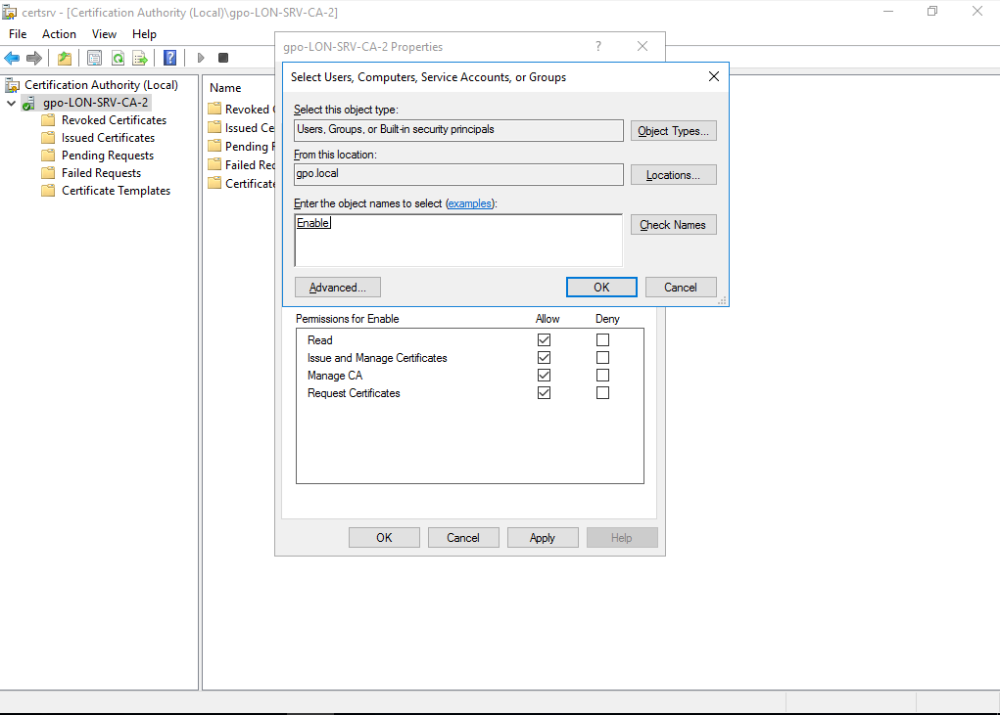 certsrv - [Certification Authority (Local)\gpo-LON-SRV-CA-2]
File Action View Help
Certification Authority (Local)
gpo-LON-SRV-CA-2
Revoked Certificates
Issued Certificates
Pending Requests
Failed Requests
Certificate Templates
Name
Revoked
Issued Ce
Pending
Failed Rec
Certificate
gpo-LON-SRV-CA-2 Properties ?
Select Users, Computers, Service Accounts, or Groups
Select this object type:
Users, Groups, or Built-in security principals Object Types...
From this location:
gpo.local Locations...
Enter the object names to select (examples):
Enable Check Names
Advanced... OK Cancel
Permissions for Enable Allow Deny
Read
Issue and Manage Certificates
Manage CA
Request Certificates
OK Cancel Apply Help